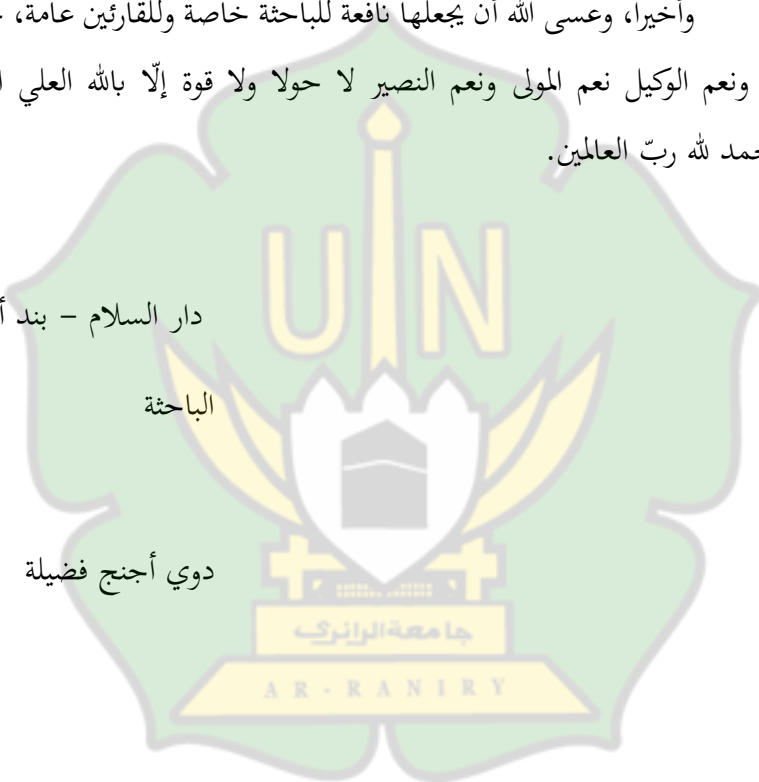 وأخيرا، وعسى الله أن يجعلها نافعة للباحثة خاصة وللقارئين عامة،
ونعم الوكيل نعم المولى ونعم النصير لا حولا ولا قوة إلّا بالله العلي
لله ربّ العالمين.
UIN
دار السلام – بند
الباحثة
دوي أجنج فضيلة
جامعة الرانري
AR-RANIRY